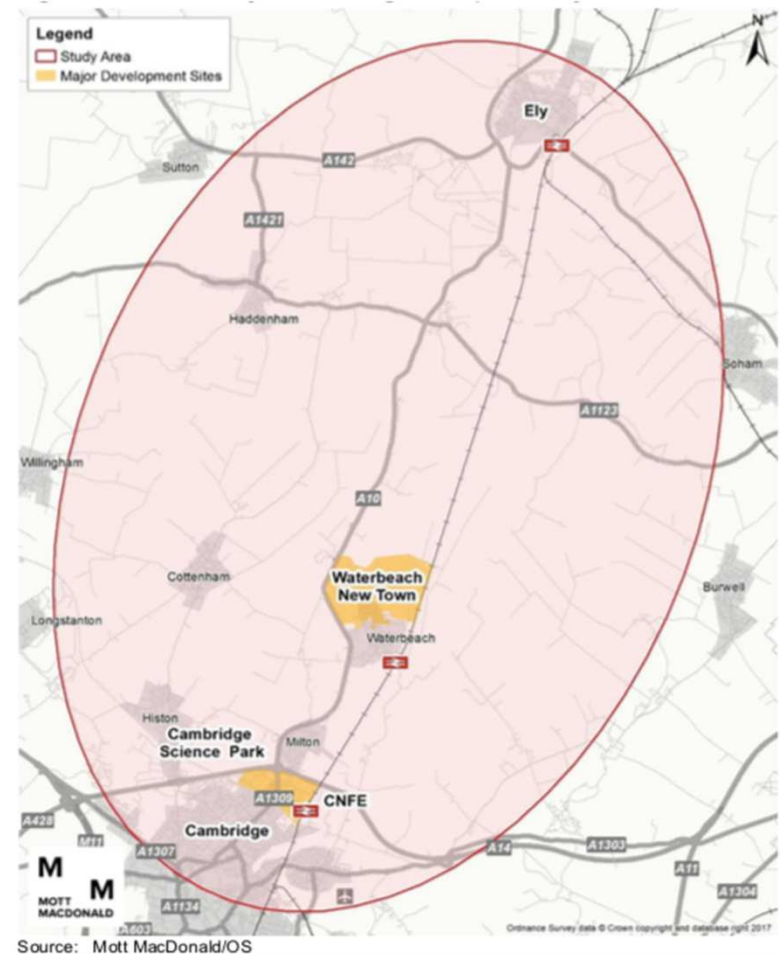 Legend
Study Area
Major Development Sites
N
Ely
A142
Sutton
A1421
Haddenham
Soham
A1123
Willingham
A10
Waterbeach
New Town
Cottenham
Burwell
Longstanton
Waterbeach
Histon
Cambridge
Science Park
Milton
A1309
CNFE
A428
Cambridge
M11
A1307
A14
A1303
A11
A1304
M
M
MOTT
MACDONALD
A1134
A603
Ordnance Survey data © Crown copyright and database right 2017
Source: Mott MacDonald/OS